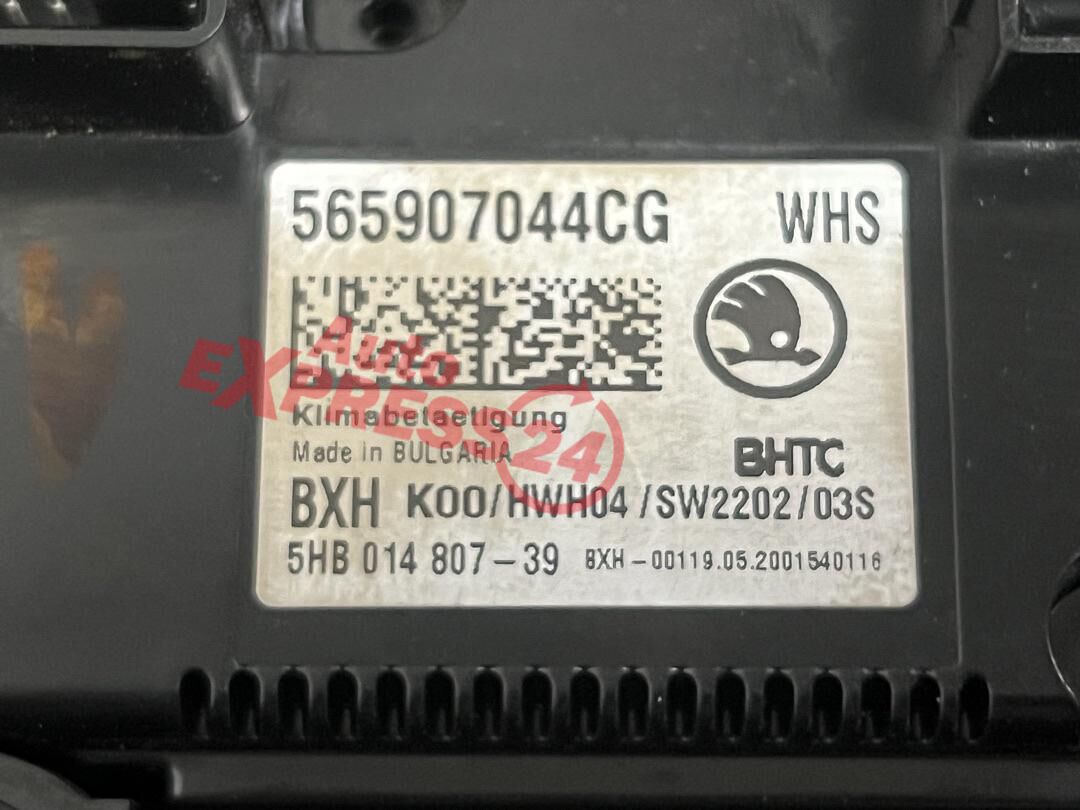 565907044CG WHS
Auto
EXPRESS 24
Klimabetaetigung
Made in BULGARIA
BHTC
BXH K00/HWH04/SW2202/03S
5HB 014 807-39 BXH-00119.05.2001540116